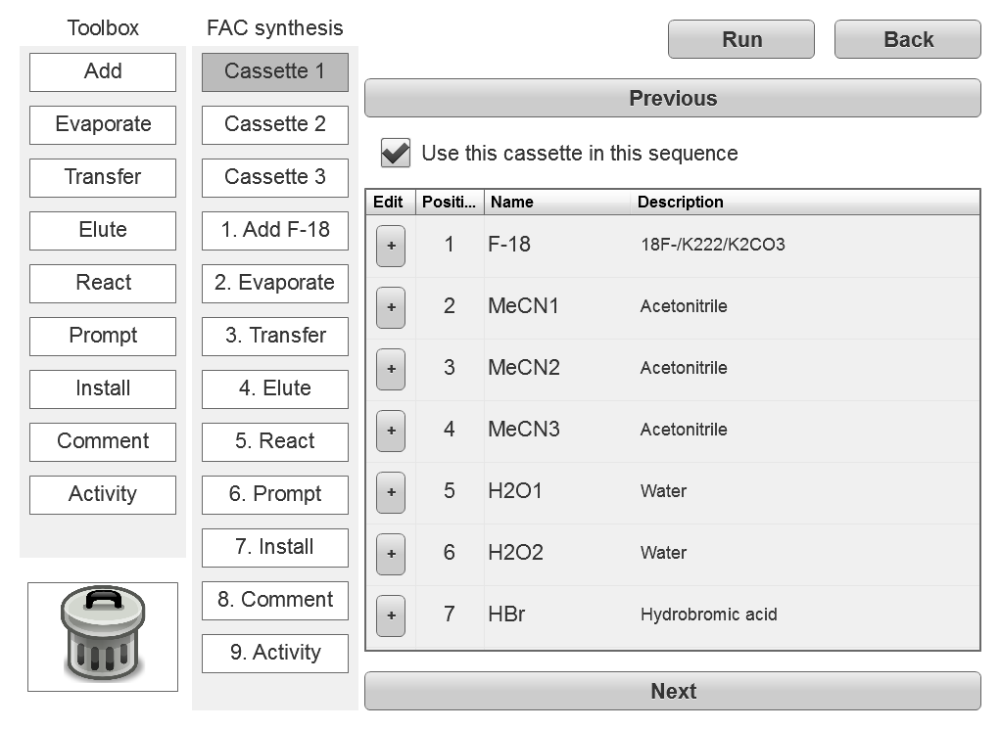 Toolbox
Add
Evaporate
Transfer
Elute
React
Prompt
Install
Comment
Activity
FAC synthesis
Cassette 1
Cassette 2
Cassette 3
1. Add F-18
2. Evaporate
3. Transfer
4. Elute
5. React
6. Prompt
7. Install
8. Comment
9. Activity
Run Back
Previous
Use this cassette in this sequence
Edit Positi... Name Description
+ 1 F-18 18F-/K222/K2CO3
+ 2 MeCN1 Acetonitrile
+ 3 MeCN2 Acetonitrile
+ 4 MeCN3 Acetonitrile
+ 5 H2O1 Water
+ 6 H2O2 Water
+ 7 HBr Hydrobromic acid
Next